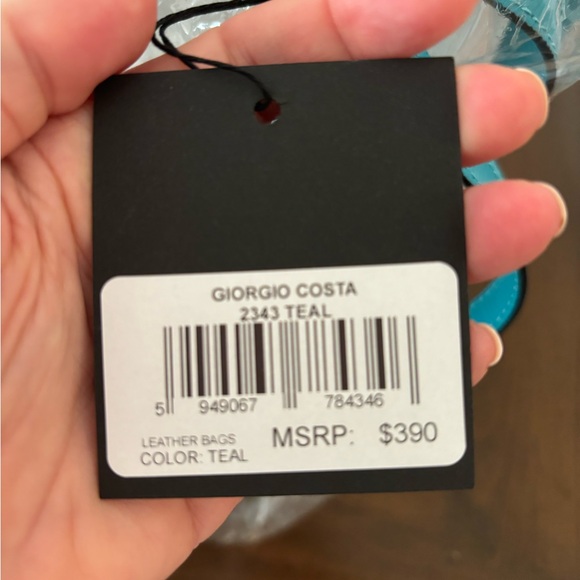 GIORGIO COSTA
2343 TEAL
5 949067 784346
LEATHER BAGS MSRP: $390
COLOR: TEAL